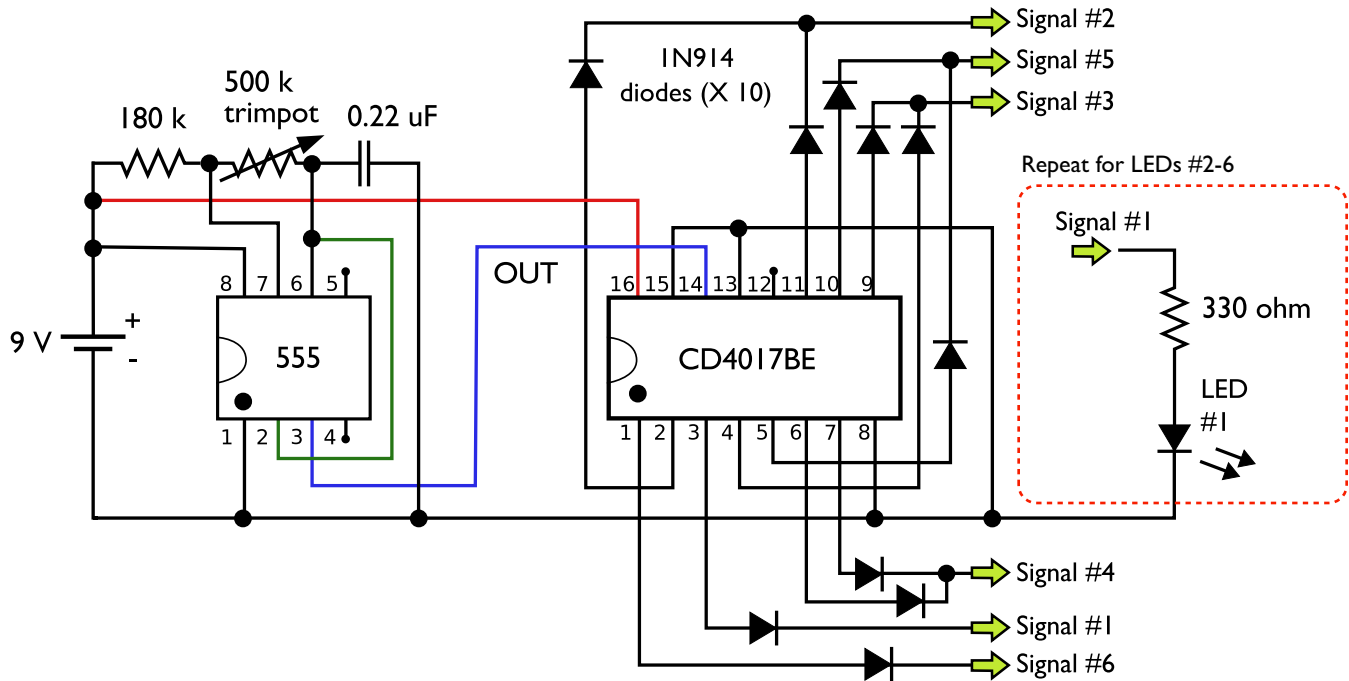 Signal #2
1N914
diodes (X 10)
Signal #5
Signal #3
500 k
trimpot
180 k
0.22 uF
Repeat for LEDs #2-6
Signal #1
OUT
8 7 6 5
16 15 14 13 12 11 10 9
330 ohm
9 V
+
-
555
CD4017BE
LED
#1
1 2 3 4
1 2 3 4 5 6 7 8
Signal #4
Signal #1
Signal #6